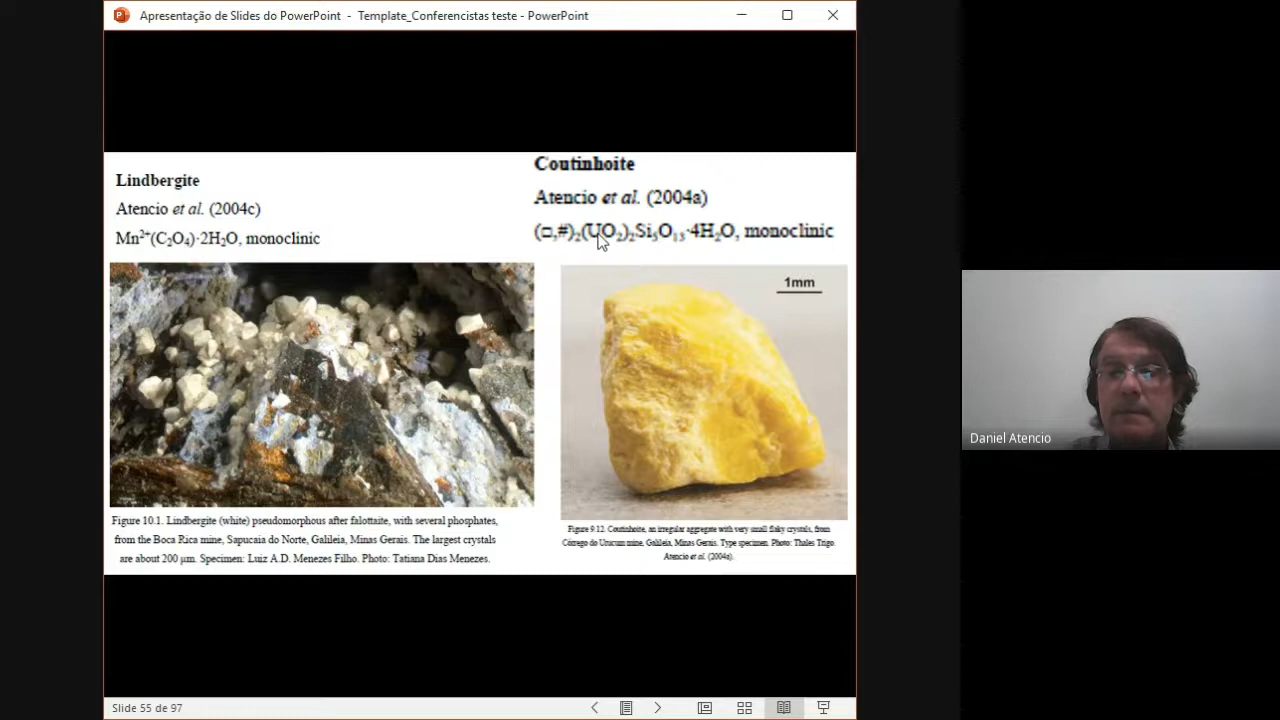 Apresentação de Slides do PowerPoint - Template_Conferencistas teste - PowerPoint
Lindbergite
Atencio et al. (2004c)
Mn²⁺(C₂O₄)·2H₂O, monoclinic
Figure 10.1. Lindbergite (white) pseudomorphous after falottaite, with several phosphates,
from the Boca Rica mine, Sapucaia do Norte, Galileia, Minas Gerais. The largest crystals
are about 200 μm. Specimen: Luiz A.D. Menezes Filho. Photo: Tatiana Dias Menezes.
Coutinhoite
Atencio et al. (2004a)
(□,#)₂(UO₂)₂Si₅O₁₃·4H₂O, monoclinic
1mm
Figure 9.12. Coutinhoite, an irregular aggregate with very small flaky crystals, from
Córrego do Urucum mine, Galileia, Minas Gerais. Type specimen. Photo: Thales Trigo.
Atencio et al. (2004a).
Daniel Atencio
Slide 55 de 97